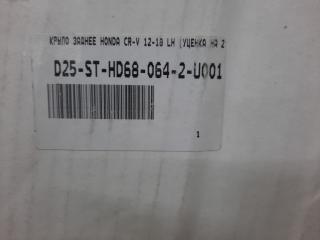 КРЫЛО ЗАДНЕЕ HONDA CR-V 12-18 LH (УЦЕНКА НА 2
D25-ST-HD68-064-2-U001
1